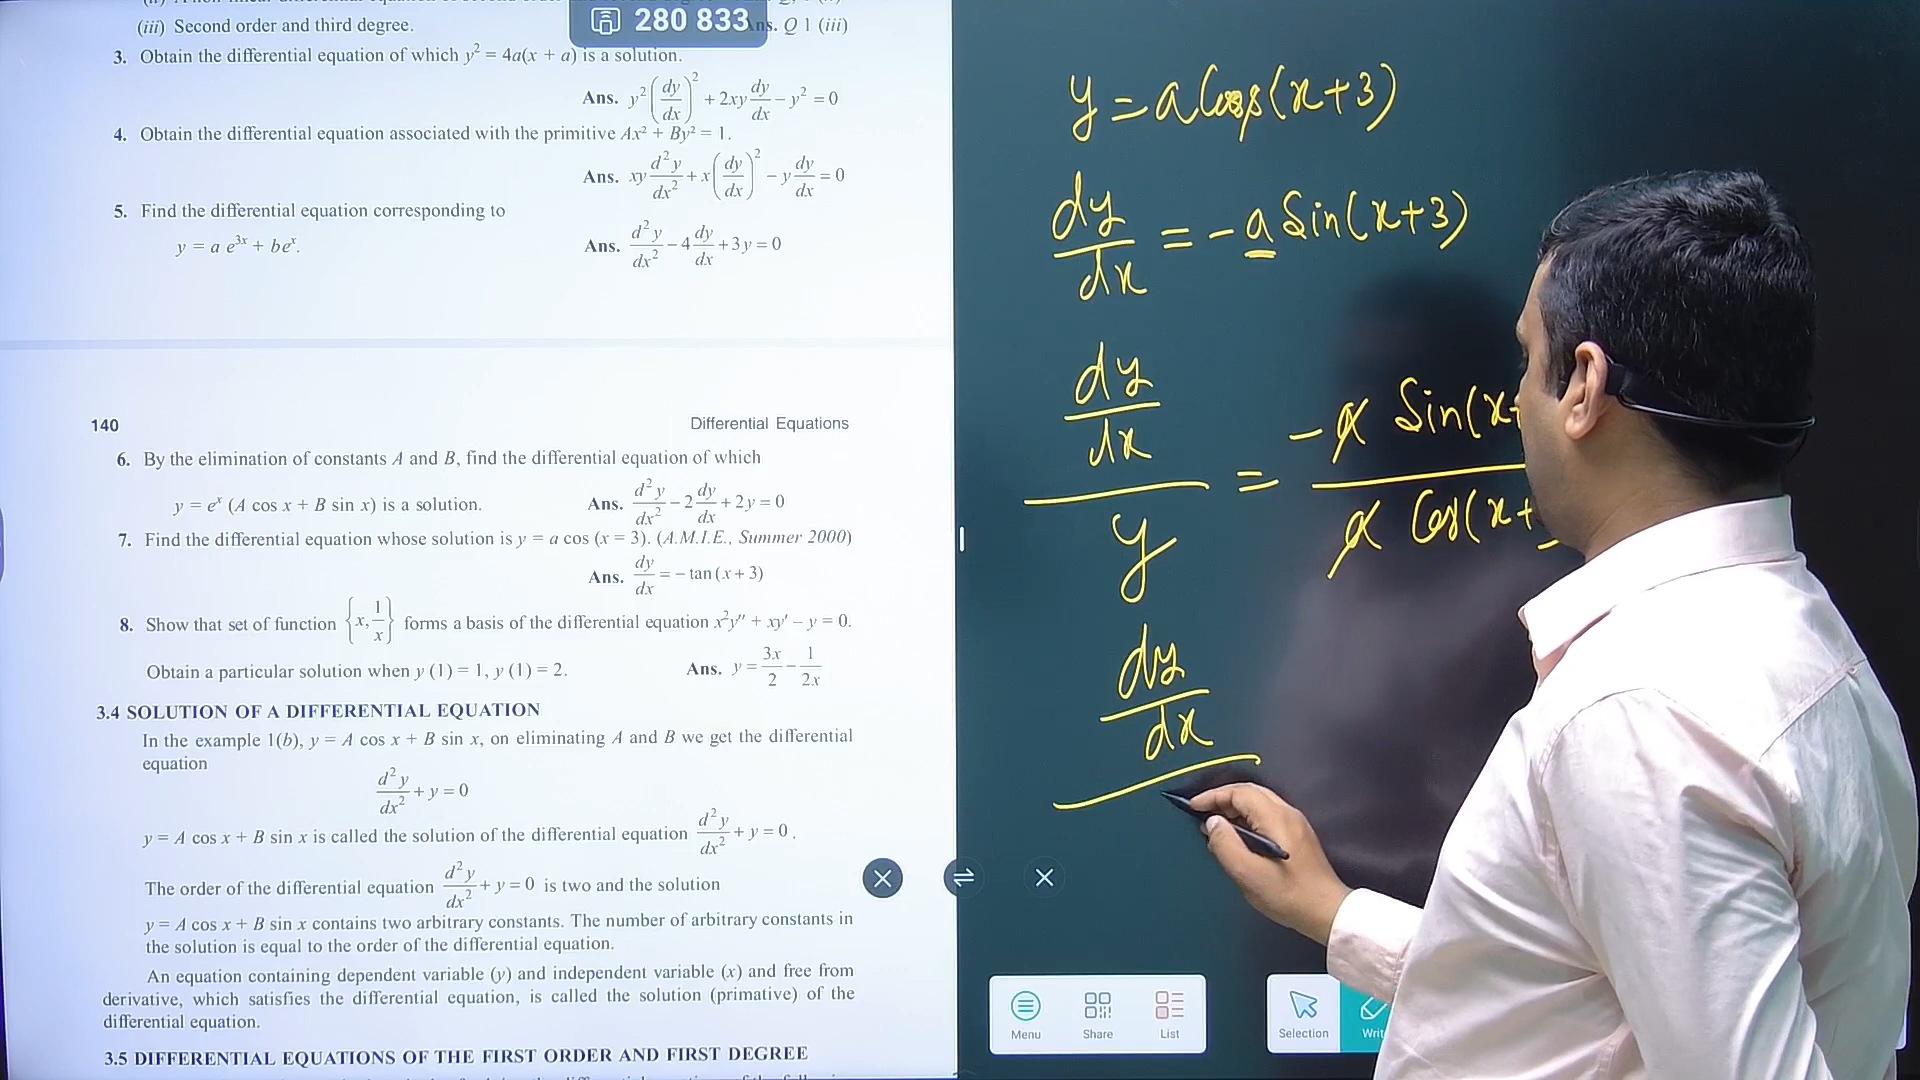 (iii) Second order and third degree.
ns. Q 1 (iii)
280 833
3. Obtain the differential equation of which y² = 4a(x + a) is a solution.
Ans. y² (dy/dx)² + 2xy dy/dx − y² = 0
4. Obtain the differential equation associated with the primitive Ax² + By² = 1.
Ans. xy d²y/dx² + x (dy/dx)² − y dy/dx = 0
5. Find the differential equation corresponding to
y = a e³ˣ + beˣ. Ans. d²y/dx² − 4 dy/dx + 3y = 0
140 Differential Equations
6. By the elimination of constants A and B, find the differential equation of which
y = eˣ (A cos x + B sin x) is a solution. Ans. d²y/dx² − 2 dy/dx + 2y = 0
7. Find the differential equation whose solution is y = a cos (x = 3). (A.M.I.E., Summer 2000)
Ans. dy/dx = − tan (x + 3)
8. Show that set of function {x, 1/x} forms a basis of the differential equation x²y″ + xy′ − y = 0.
Obtain a particular solution when y (1) = 1, y (1) = 2. Ans. y = 3x/2 − 1/2x
3.4 SOLUTION OF A DIFFERENTIAL EQUATION
In the example 1(b), y = A cos x + B sin x, on eliminating A and B we get the differential
equation
d²y/dx² + y = 0
y = A cos x + B sin x is called the solution of the differential equation d²y/dx² + y = 0 .
The order of the differential equation d²y/dx² + y = 0 is two and the solution
y = A cos x + B sin x contains two arbitrary constants. The number of arbitrary constants in
the solution is equal to the order of the differential equation.
An equation containing dependent variable (y) and independent variable (x) and free from
derivative, which satisfies the differential equation, is called the solution (primative) of the
differential equation.
3.5 DIFFERENTIAL EQUATIONS OF THE FIRST ORDER AND FIRST DEGREE
y = a Cos(x+3)
dy/dx = − a Sin(x+3)
dy/dx
y
= − a Sin(x+
a Cos(x+
dy/dx
Menu Share List
Selection Writ